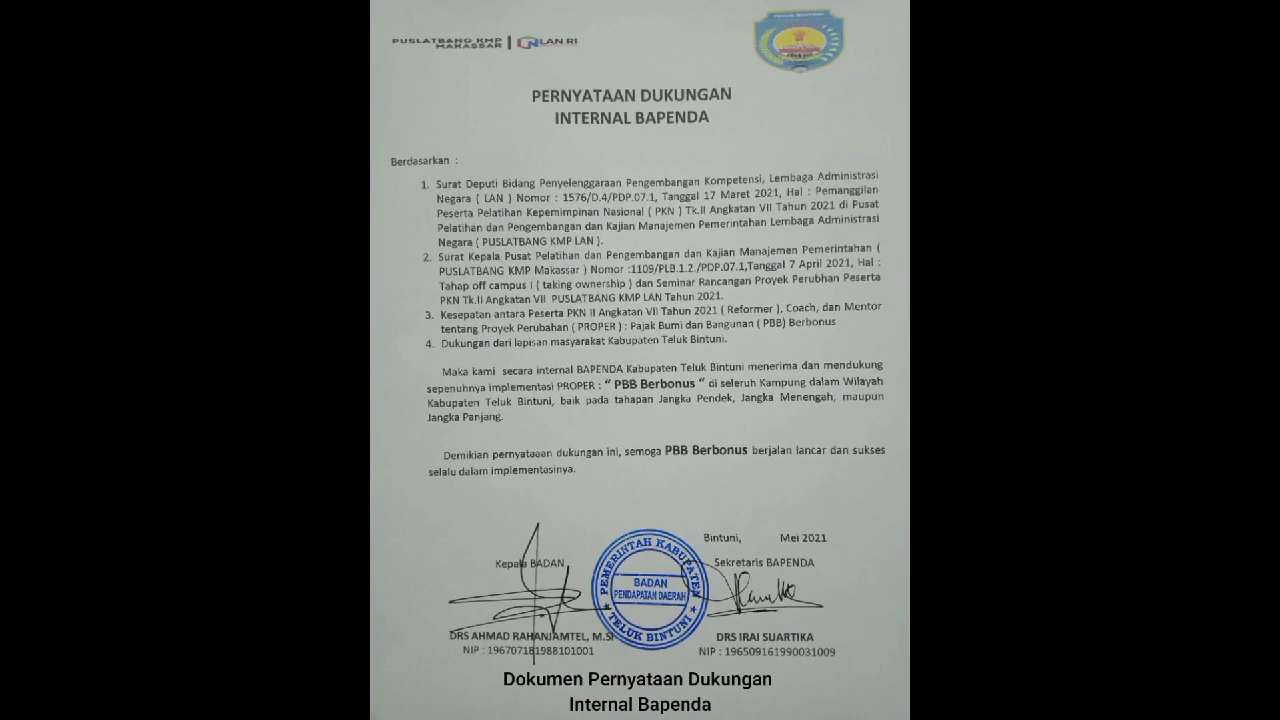 PUSLATBANG KMP
MAKASSAR
LAN RI
TELUK BINTUNI
PERNYATAAN DUKUNGAN
INTERNAL BAPENDA
Berdasarkan :
1. Surat Deputi Bidang Penyelenggaraan Pengembangan Kompetensi, Lembaga Administrasi
Negara ( LAN ) Nomor : 1576/D.4/PDP.07.1, Tanggal 17 Maret 2021, Hal : Pemanggilan
Peserta Pelatihan Kepemimpinan Nasional ( PKN ) Tk.II Angkatan VII Tahun 2021 di Pusat
Pelatihan dan Pengembangan dan Kajian Manajemen Pemerintahan Lembaga Administrasi
Negara ( PUSLATBANG KMP LAN ).
2. Surat Kepala Pusat Pelatihan dan Pengembangan dan Kajian Manajemen Pemerintahan (
PUSLATBANG KMP Makassar ) Nomor :1109/PLB.1.2./PDP.07.1,Tanggal 7 April 2021, Hal :
Tahap off campus I ( taking ownership ) dan Seminar Rancangan Proyek Perubhan Peserta
PKN Tk.II Angkatan VII PUSLATBANG KMP LAN Tahun 2021.
3. Kesepatan antara Peserta PKN II Angkatan VII Tahun 2021 ( Reformer ), Coach, dan Mentor
tentang Proyek Perubahan ( PROPER ) : Pajak Bumi dan Bangunan ( PBB) Berbonus
4. Dukungan dari lapisan masyarakat Kabupaten Teluk Bintuni.
Maka kami secara internal BAPENDA Kabupaten Teluk Bintuni menerima dan mendukung
sepenuhnya implementasi PROPER : “ PBB Berbonus “ di seleruh Kampung dalam Wilayah
Kabupaten Teluk Bintuni, baik pada tahapan Jangka Pendek, Jangka Menengah, maupun
Jangka Panjang.
Demikian pernyataaan dukungan ini, semoga PBB Berbonus berjalan lancar dan sukses
selalu dalam implementasinya.
Bintuni, Mei 2021
Kepala BADAN
Sekretaris BAPENDA
PEMERINTAH KABUPATEN
BADAN
PENDAPATAN DAERAH
TELUK BINTUNI
DRS AHMAD RAHANJAMTEL, M.SI
NIP : 196707181988101001
DRS IRAI SUARTIKA
NIP : 196509161990031009
Dokumen Pernyataan Dukungan
Internal Bapenda